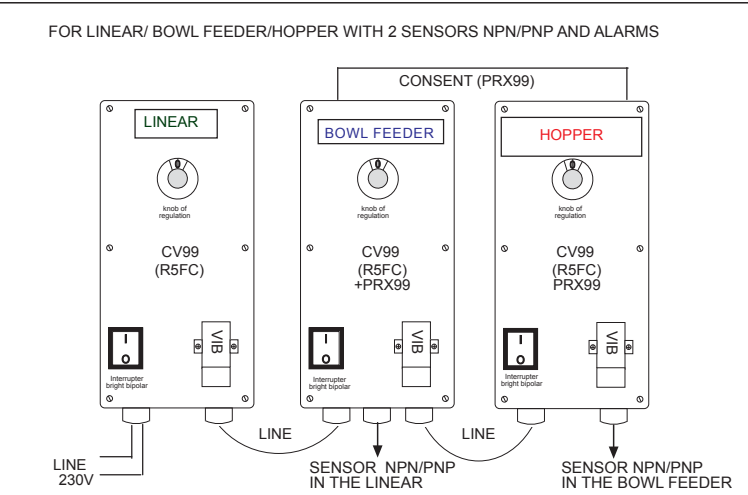 FOR LINEAR/ BOWL FEEDER/HOPPER WITH 2 SENSORS NPN/PNP AND ALARMS
CONSENT (PRX99)
LINEAR
0
knob of
regulation
CV99
(R5FC)
I
O
Interrupter
bright bipolar
VIB
BOWL FEEDER
0
knob of
regulation
CV99
(R5FC)
+PRX99
I
O
Interrupter
bright bipolar
VIB
HOPPER
0
knob of
regulation
CV99
(R5FC)
PRX99
I
O
Interrupter
bright bipolar
VIB
LINE
230V
LINE
SENSOR NPN/PNP
IN THE LINEAR
LINE
SENSOR NPN/PNP
IN THE BOWL FEEDER